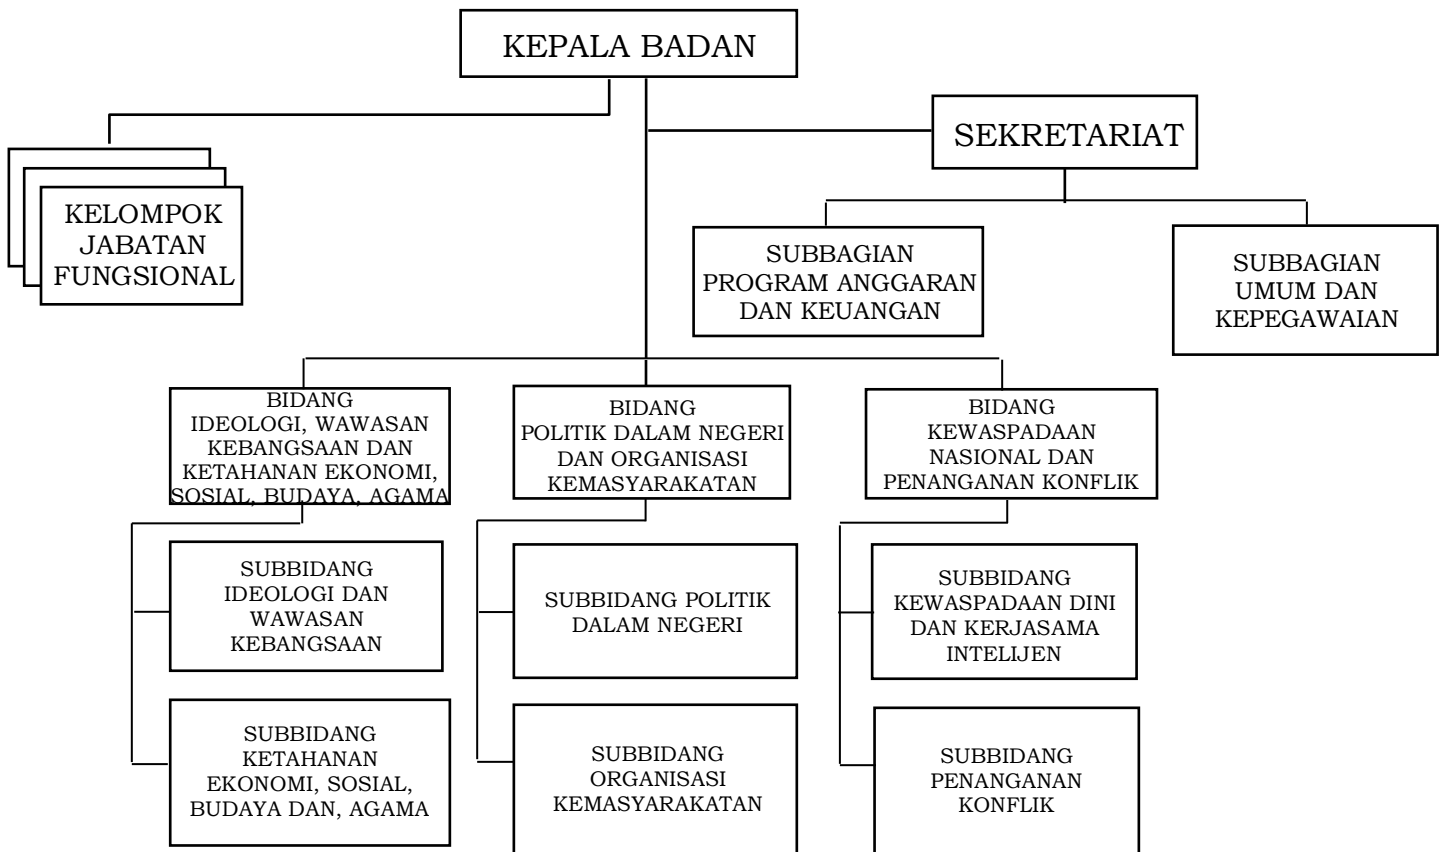 KEPALA BADAN
SEKRETARIAT
KELOMPOK
JABATAN
FUNGSIONAL
SUBBAGIAN
PROGRAM ANGGARAN
DAN KEUANGAN
SUBBAGIAN
UMUM DAN
KEPEGAWAIAN
BIDANG
IDEOLOGI, WAWASAN
KEBANGSAAN DAN
KETAHANAN EKONOMI,
SOSIAL, BUDAYA, AGAMA
BIDANG
POLITIK DALAM NEGERI
DAN ORGANISASI
KEMASYARAKATAN
BIDANG
KEWASPADAAN
NASIONAL DAN
PENANGANAN KONFLIK
SUBBIDANG
IDEOLOGI DAN
WAWASAN
KEBANGSAAN
SUBBIDANG POLITIK
DALAM NEGERI
SUBBIDANG
KEWASPADAAN DINI
DAN KERJASAMA
INTELIJEN
SUBBIDANG
KETAHANAN
EKONOMI, SOSIAL,
BUDAYA DAN, AGAMA
SUBBIDANG
ORGANISASI
KEMASYARAKATAN
SUBBIDANG
PENANGANAN
KONFLIK